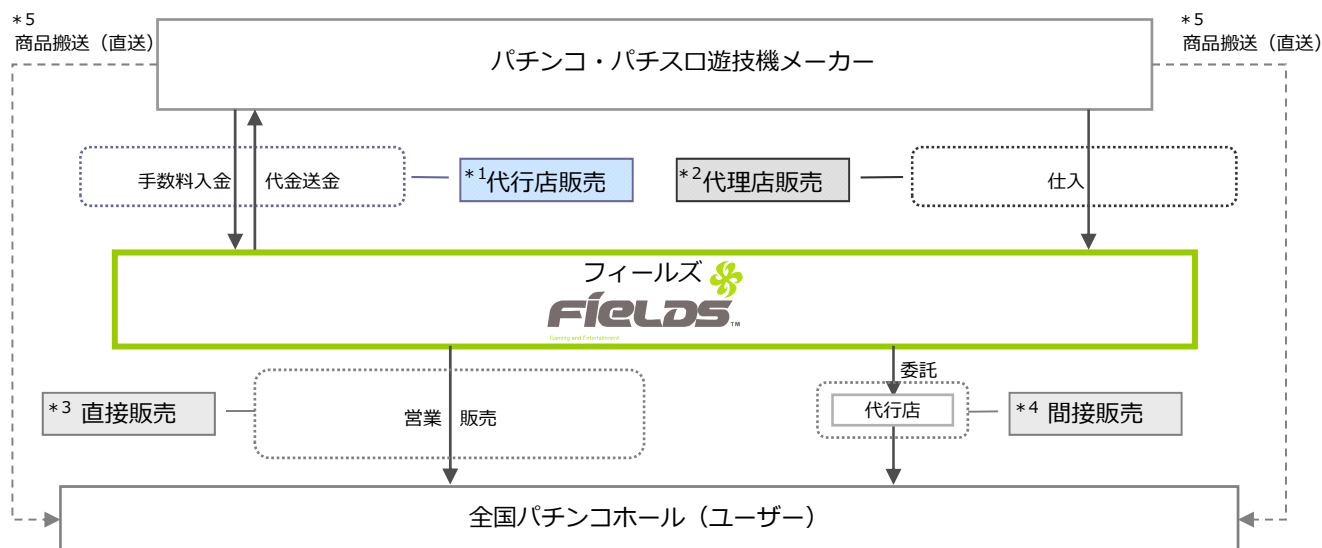 *5
商品搬送（直送）
*5
商品搬送（直送）
パチンコ・パチスロ遊技機メーカー
手数料入金
代金送金
*1代行店販売
*2代理店販売
仕入
フィールズ
FIELDS™
Gaming and Entertainment
委託
*3 直接販売
営業
販売
代行店
*4 間接販売
全国パチンコホール（ユーザー）